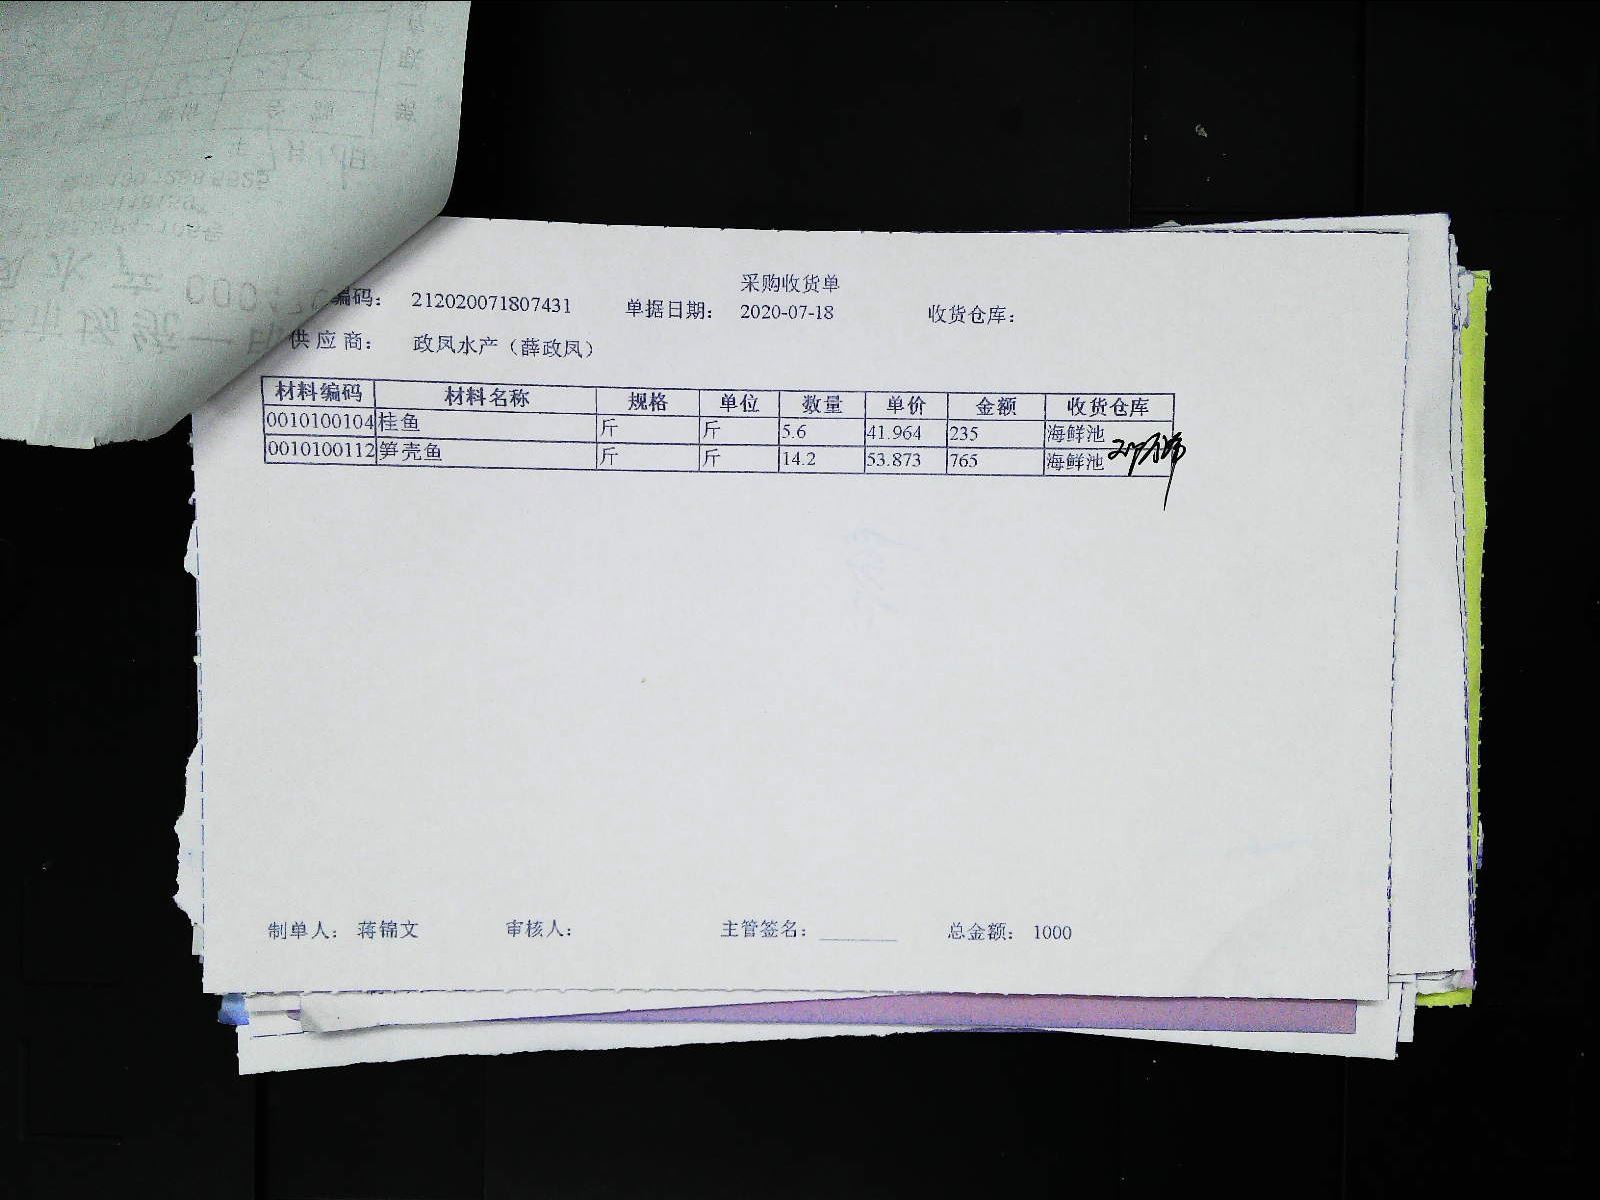 采购收货单
编码： 212020071807431 单据日期： 2020-07-18 收货仓库：
供应商： 政凤水产（薛政凤）
材料编码 材料名称 规格 单位 数量 单价 金额 收货仓库
0010100104 桂鱼 斤 斤 5.6 41.964 235 海鲜池
0010100112 笋壳鱼 斤 斤 14.2 53.873 765 海鲜池
制单人： 蒋锦文 审核人： 主管签名： 总金额： 1000